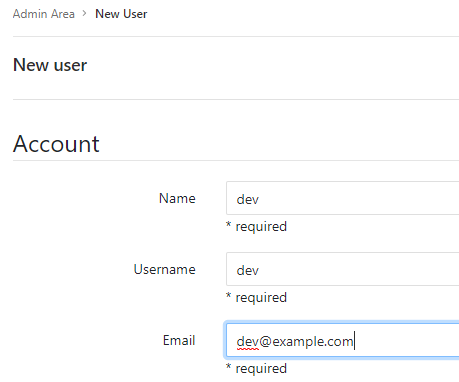 Admin Area > New User
New user
Account
Name dev
* required
Username dev
* required
Email dev@example.com
* required